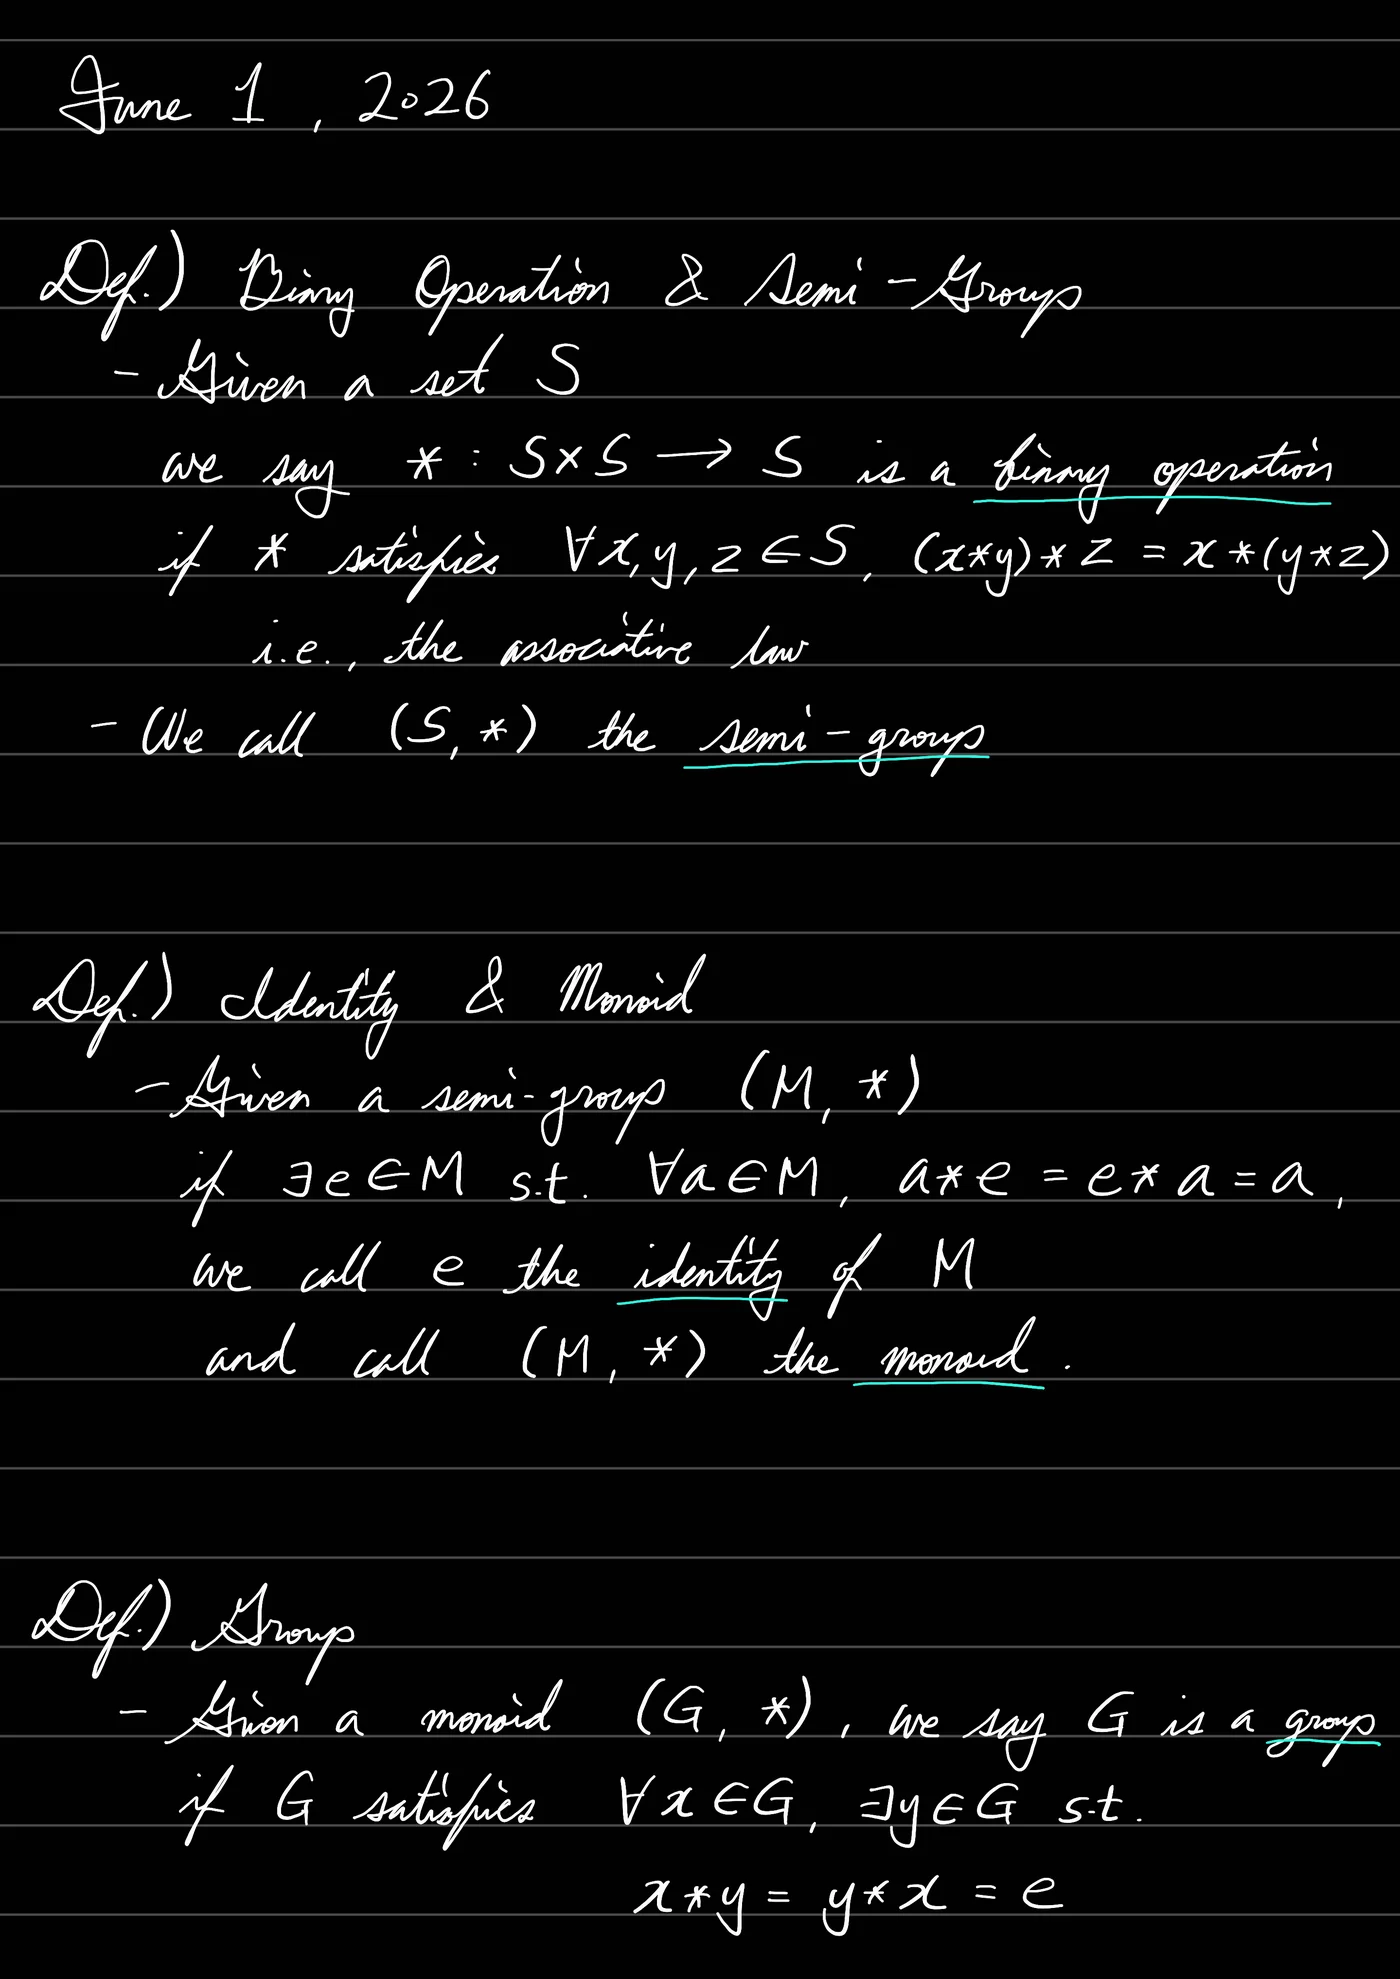 June 1, 2026
Def.) Binary Operation & Semi-Group
- Given a set S
we say * : S×S → S is a binary operation
if * satisfies ∀x, y, z ∈ S, (x*y)*z = x*(y*z)
i.e., the associative law
- We call (S, *) the semi-group
Def.) Identity & Monoid
- Given a semi-group (M, *)
if ∃e∈M s.t. ∀a∈M, a*e = e*a = a,
we call e the identity of M
and call (M, *) the monoid.
Def.) Group
- Given a monoid (G, *), we say G is a group
if G satisfies ∀x∈G, ∃y∈G s.t.
x*y = y*x = e